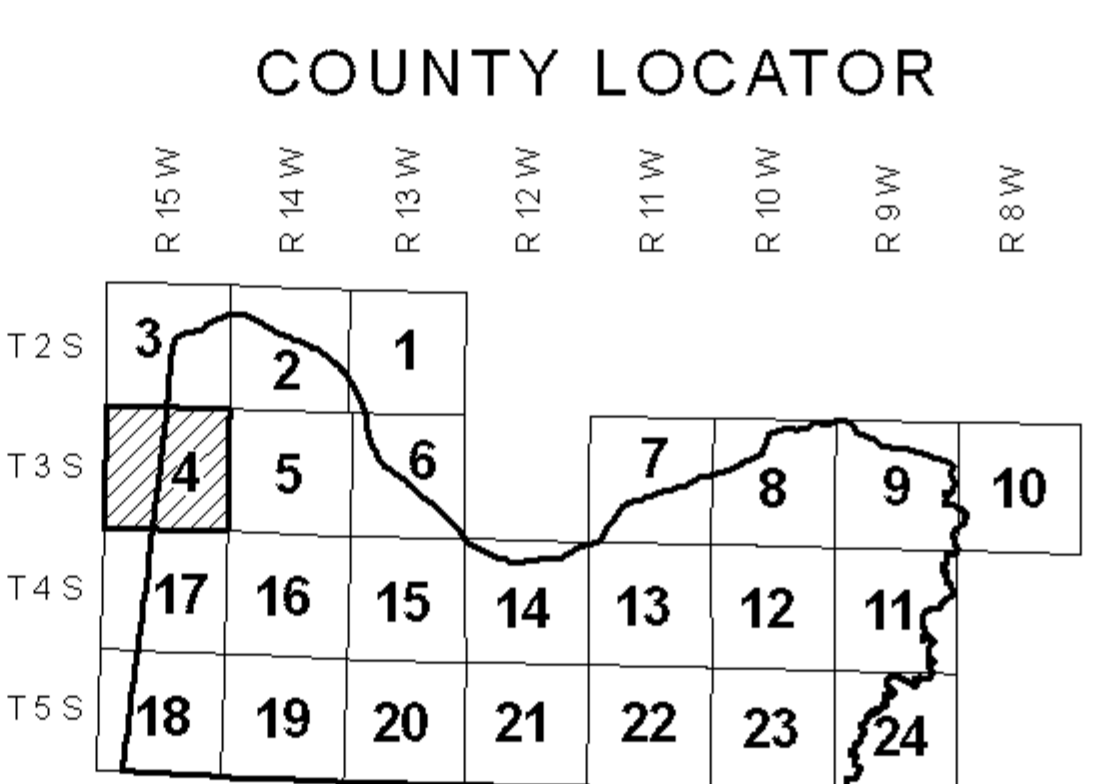 COUNTY LOCATOR
R 15 W R 14 W R 13 W R 12 W R 11 W R 10 W R 9 W R 8 W
T 2 S 3 2 1
T 3 S 4 5 6 7 8 9 10
T 4 S 17 16 15 14 13 12 11
T 5 S 18 19 20 21 22 23 24